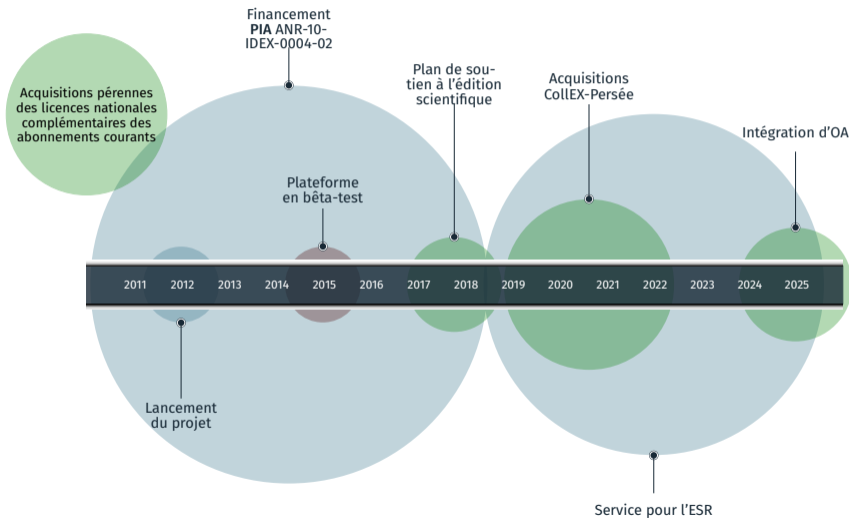 Financement
PIA ANR-10-
IDEX-0004-02
Acquisitions pérennes
des licences nationales
complémentaires des
abonnements courants
Plan de sou-
tien à l'édition
scientifique
Acquisitions
CollEX-Persée
Intégration d'OA
Plateforme
en bêta-test
2011 2012 2013 2014 2015 2016 2017 2018 2019 2020 2021 2022 2023 2024 2025
Lancement
du projet
Service pour l'ESR